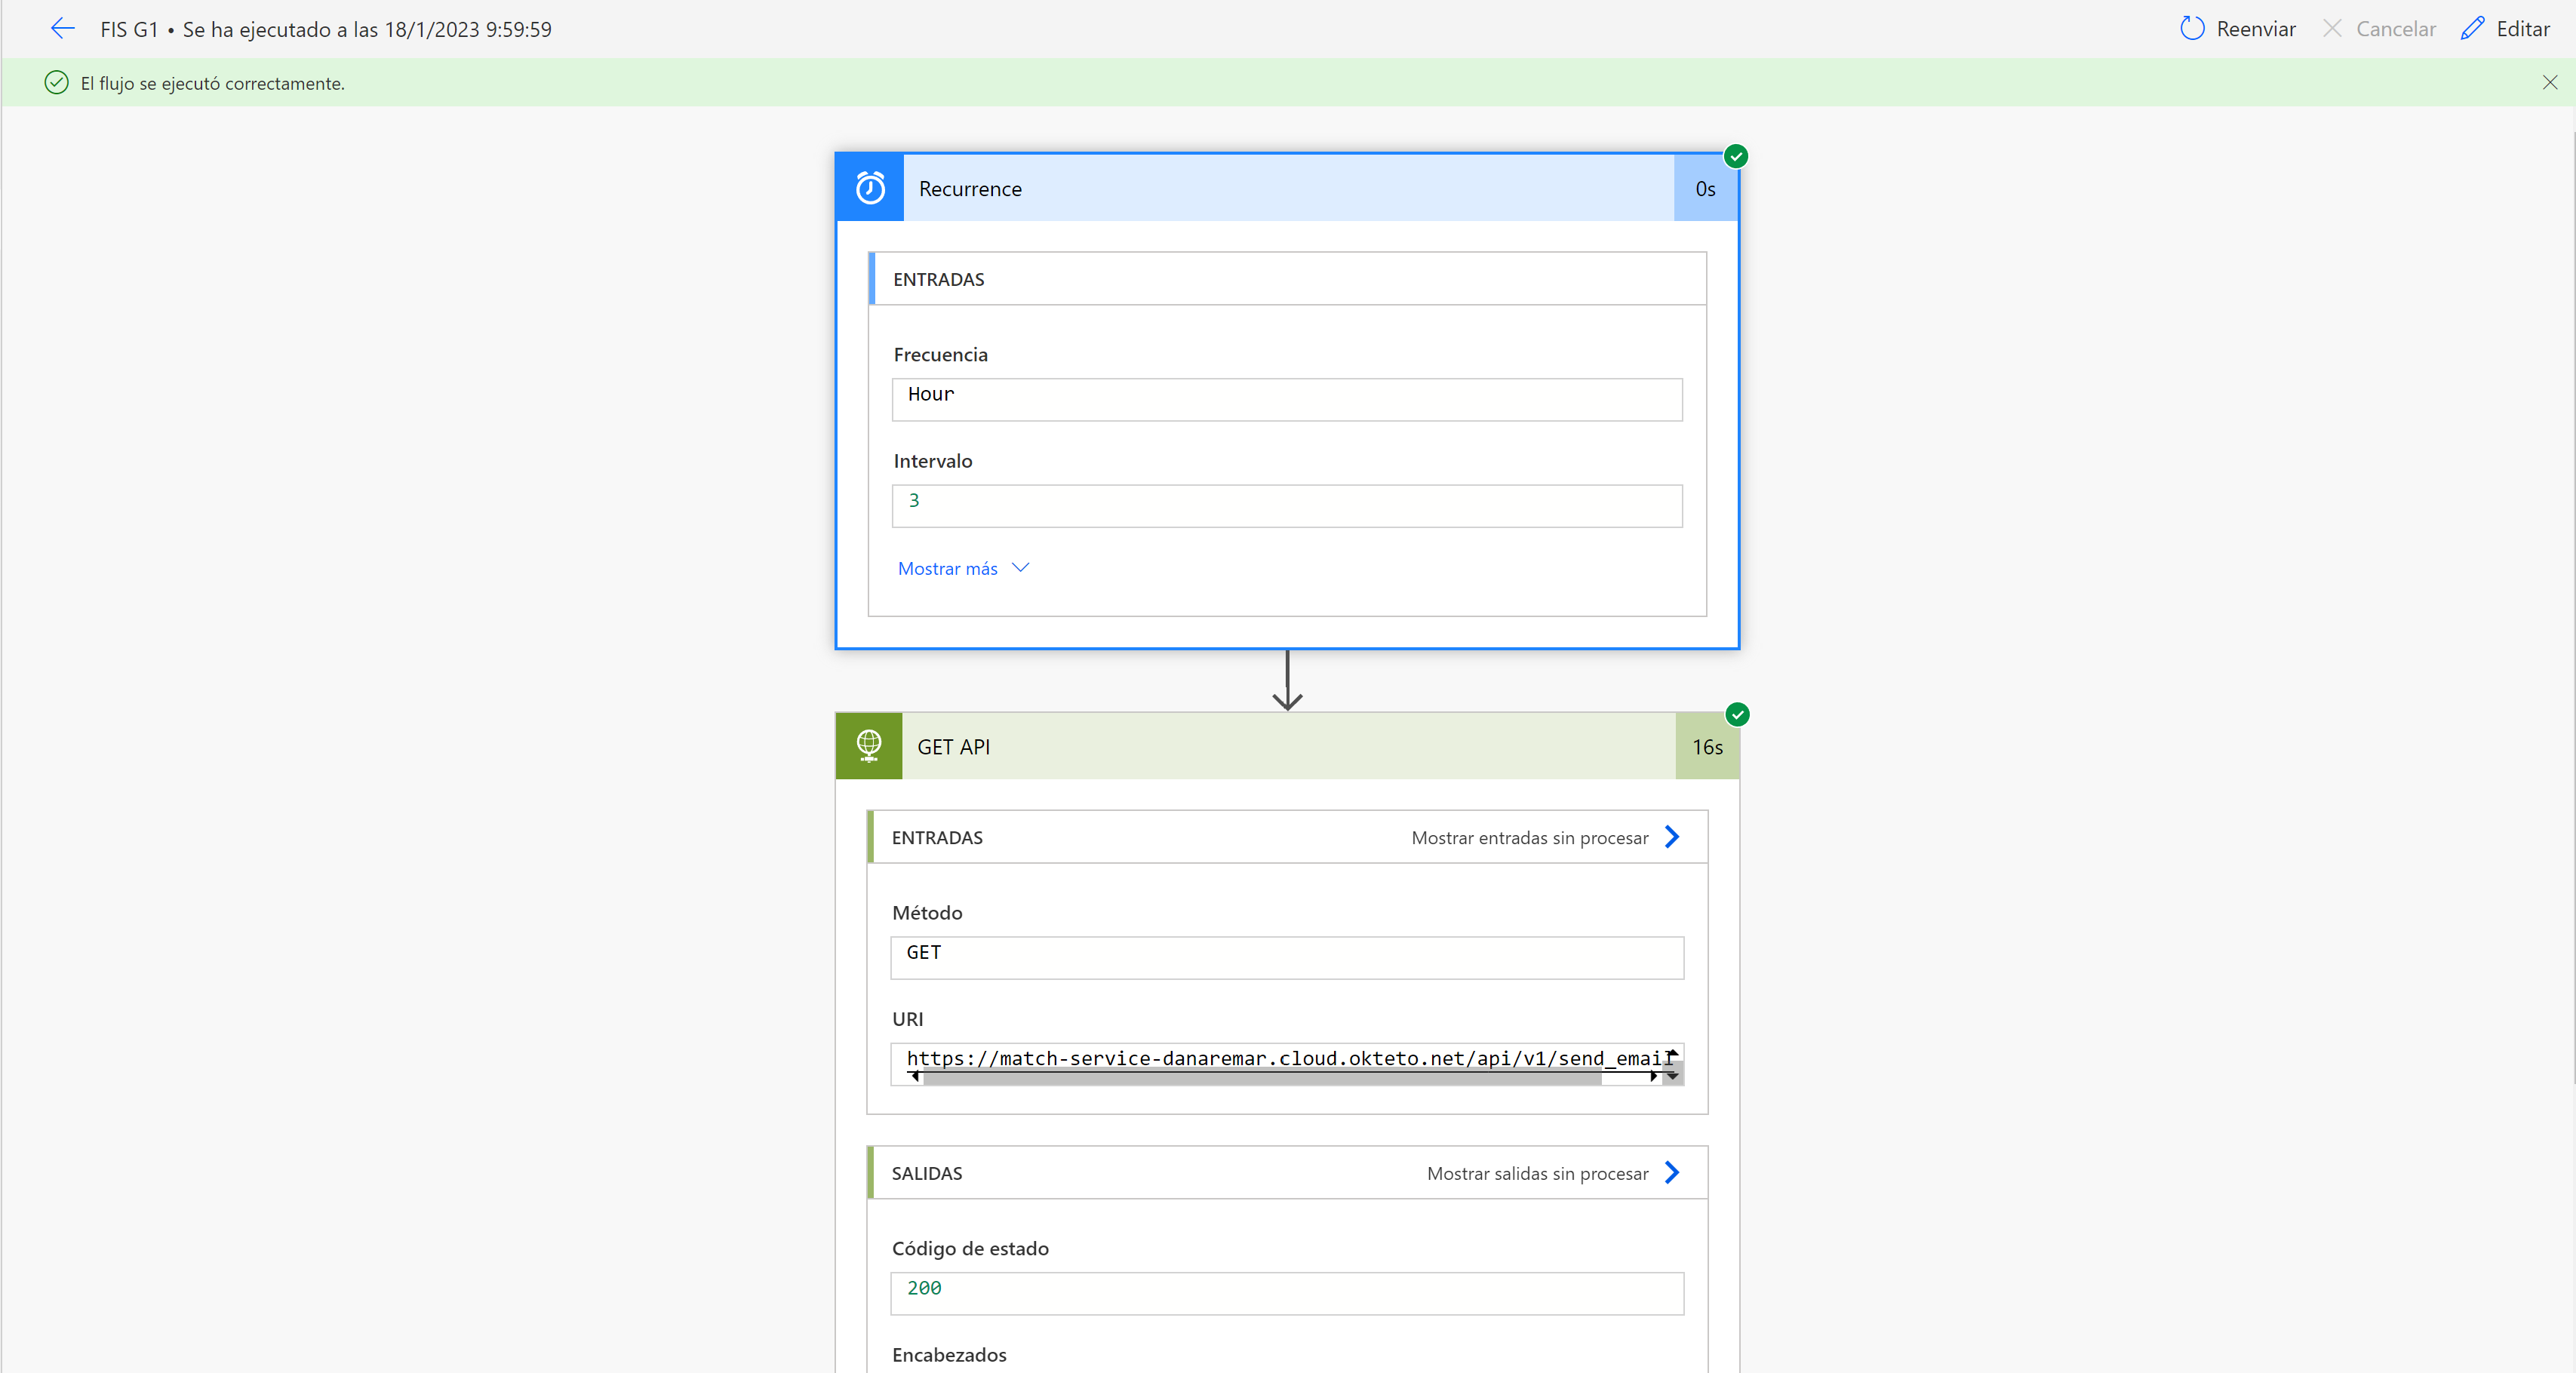 FIS G1 • Se ha ejecutado a las 18/1/2023 9:59:59
Reenviar
Cancelar
Editar
El flujo se ejecutó correctamente.
Recurrence
0s
ENTRADAS
Frecuencia
Hour
Intervalo
3
Mostrar más
GET API
16s
ENTRADAS
Mostrar entradas sin procesar
Método
GET
URI
https://match-service-danaremar.cloud.okteto.net/api/v1/send_email
SALIDAS
Mostrar salidas sin procesar
Código de estado
200
Encabezados